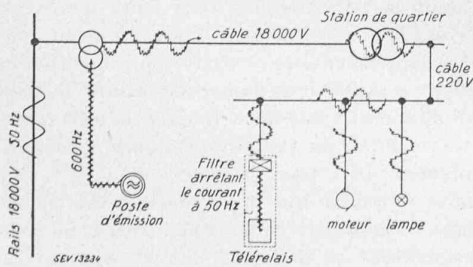 Station de quartier
câble 18 000 V
câble
220V
50 Hz
Rails 18 000 V
600 Hz
Poste
d'émission
Filtre
arrêtant
le courant
à 50 Hz
Télérelais
moteur
lampe
SEV 13234